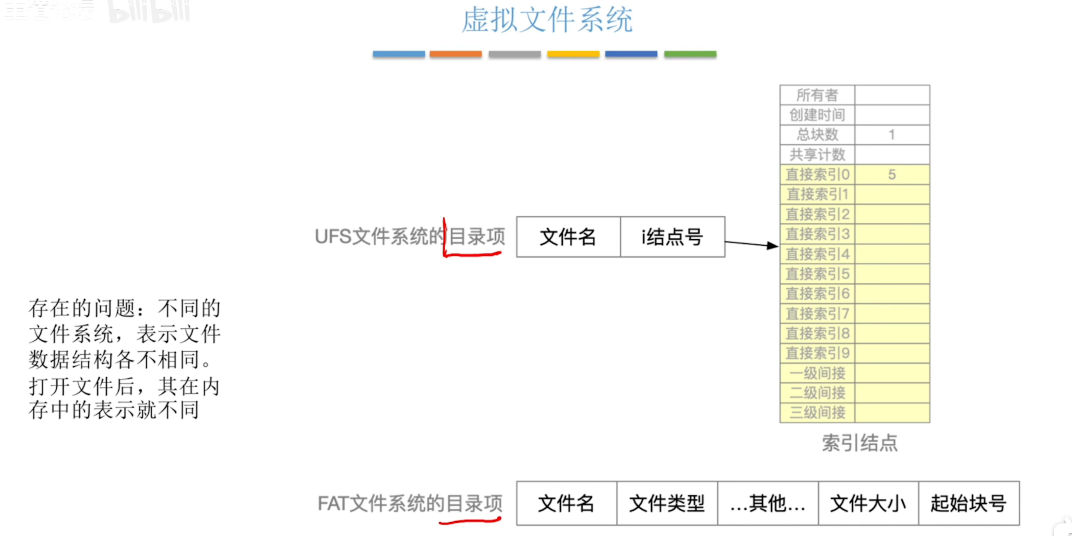 bilibili
虚拟文件系统
所有者
创建时间
总块数 1
共享计数
直接索引0 5
直接索引1
直接索引2
直接索引3
直接索引4
直接索引5
直接索引6
直接索引7
直接索引8
直接索引9
一级间接
二级间接
三级间接
索引结点
UFS文件系统的目录项 文件名 i结点号
存在的问题：不同的
文件系统，表示文件
数据结构各不相同。
打开文件后，其在内
存中的表示就不同
FAT文件系统的目录项 文件名 文件类型 …其他… 文件大小 起始块号